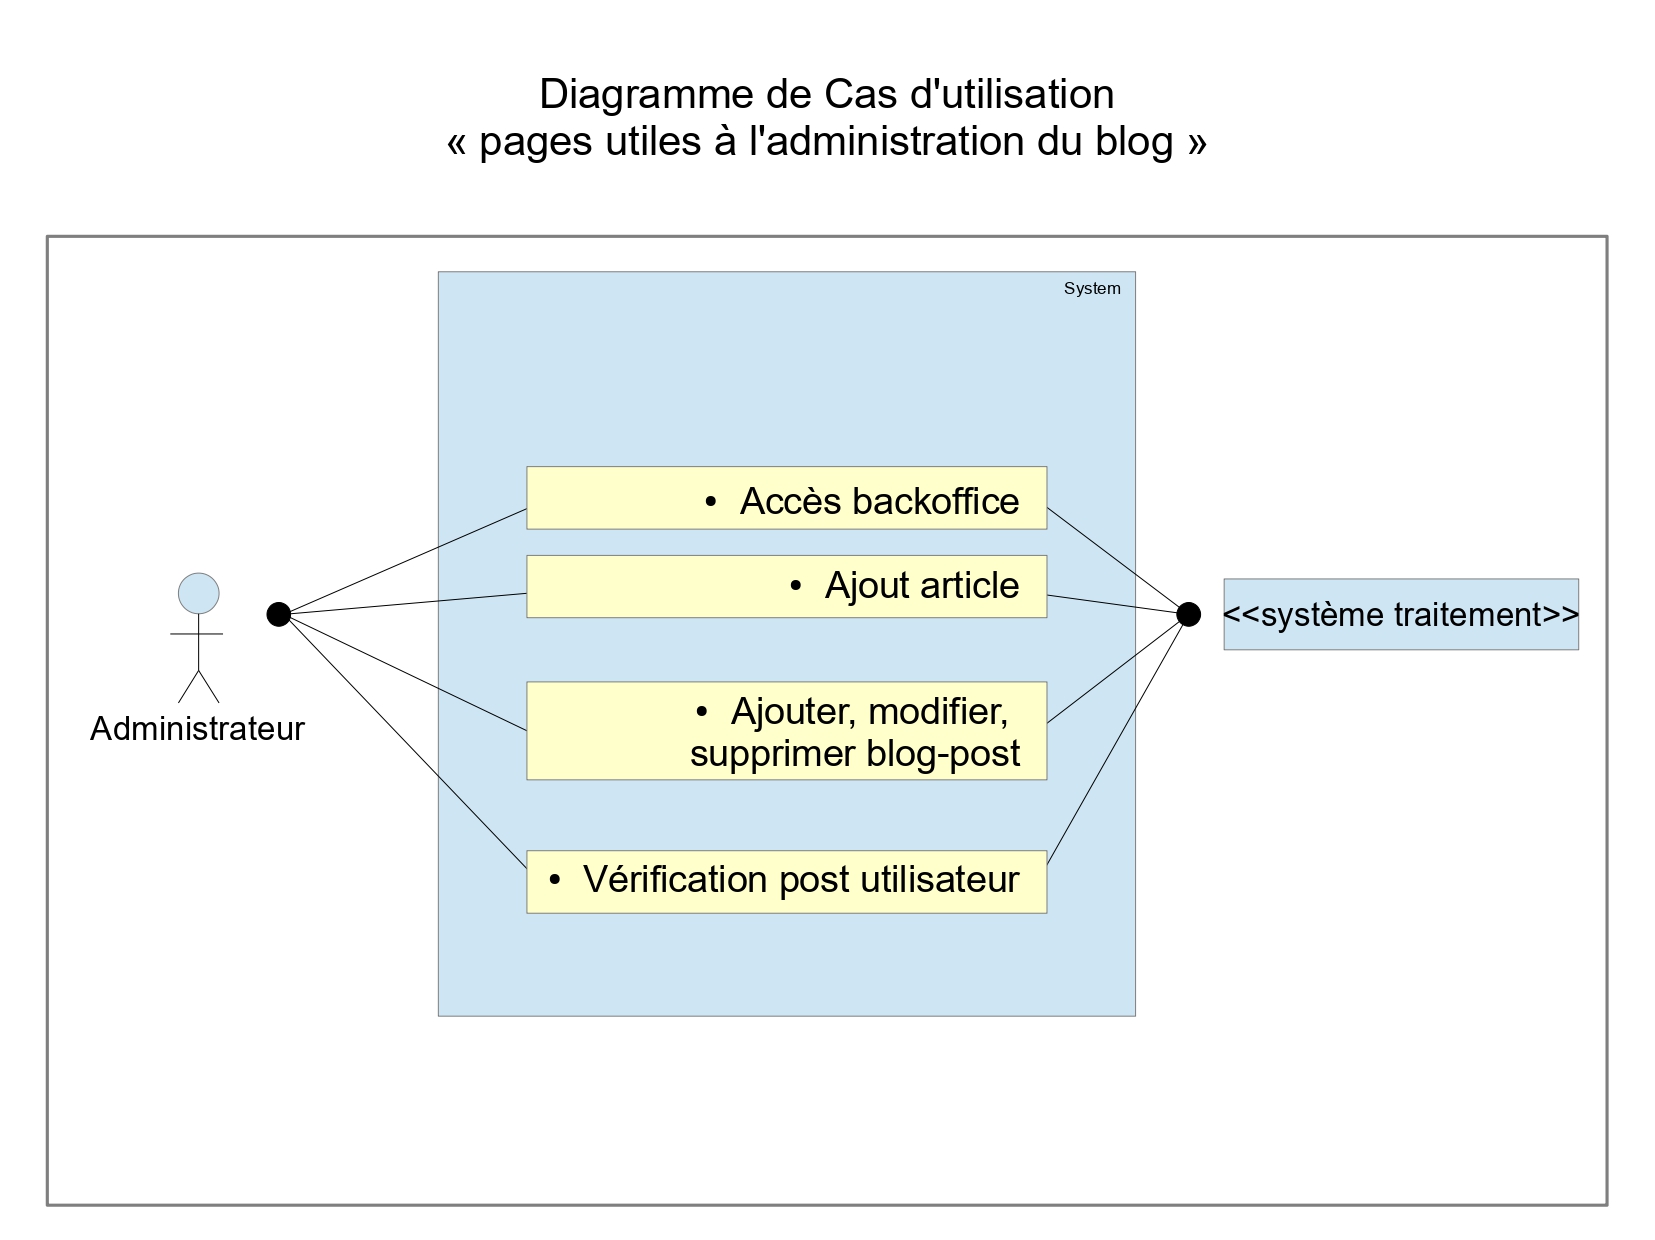 Diagramme de Cas d'utilisation
« pages utiles à l'administration du blog »
System
• Accès backoffice
• Ajout article
<<système traitement>>
• Ajouter, modifier,
supprimer blog-post
Administrateur
• Vérification post utilisateur